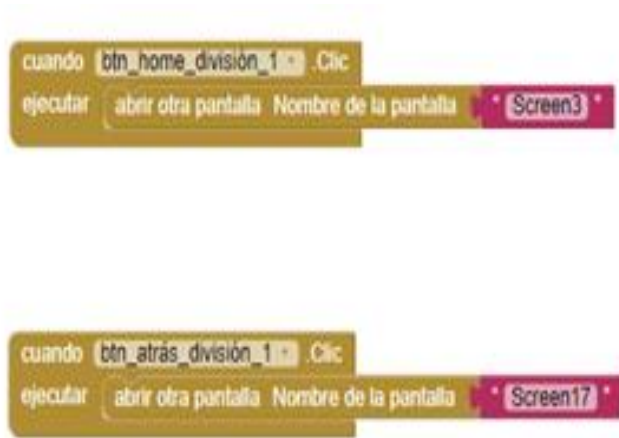 cuando btn_home_división_1 .Clic
ejecutar abrir otra pantalla Nombre de la pantalla " Screen3 "
cuando btn_atrás_división_1 .Clic
ejecutar abrir otra pantalla Nombre de la pantalla " Screen17 "